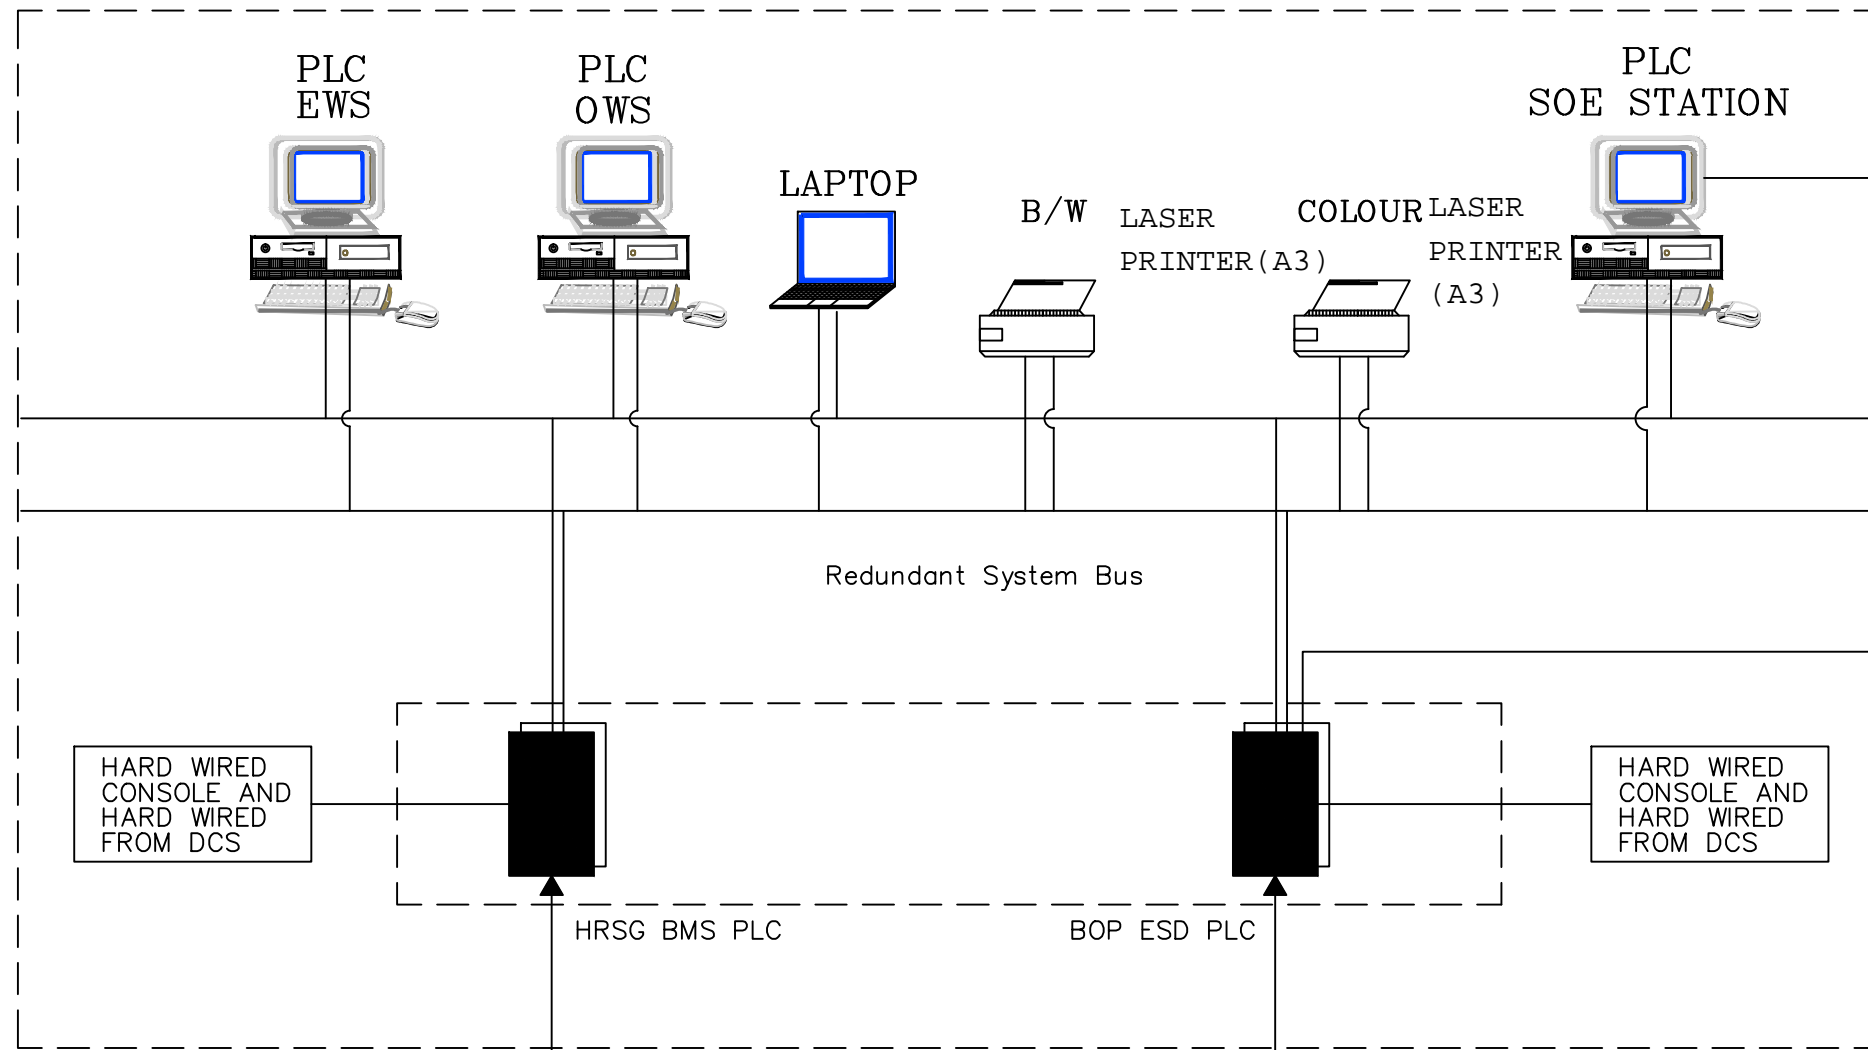 PLC
EWS
PLC
OWS
LAPTOP
B/W LASER
PRINTER(A3)
COLOUR LASER
PRINTER
(A3)
PLC
SOE STATION
Redundant System Bus
HARD WIRED
CONSOLE AND
HARD WIRED
FROM DCS
HARD WIRED
CONSOLE AND
HARD WIRED
FROM DCS
HRSG BMS PLC
BOP ESD PLC